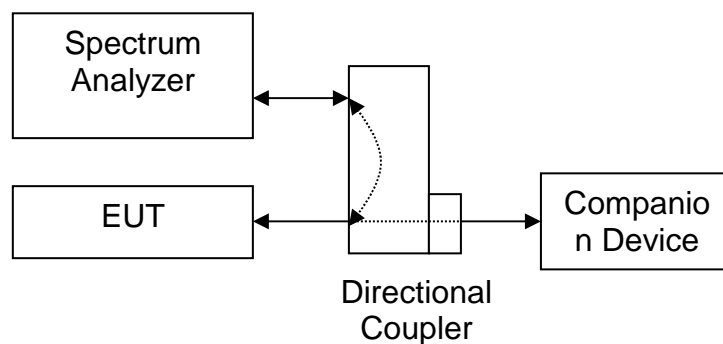 Spectrum
Analyzer
EUT
Companio
n Device
Directional
Coupler